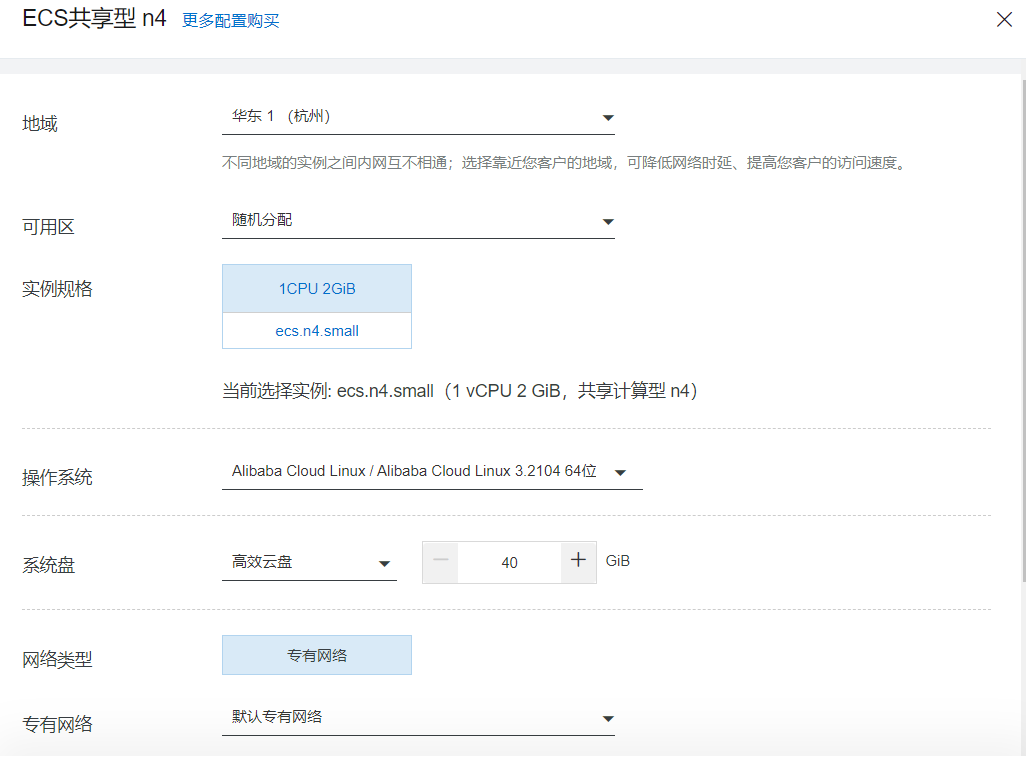 ECS共享型 n4 更多配置购买
地域 华东 1 （杭州）
不同地域的实例之间内网互不相通；选择靠近您客户的地域，可降低网络时延、提高您客户的访问速度。
可用区 随机分配
实例规格 1CPU 2GiB
ecs.n4.small
当前选择实例: ecs.n4.small（1 vCPU 2 GiB，共享计算型 n4）
操作系统 Alibaba Cloud Linux / Alibaba Cloud Linux 3.2104 64位
系统盘 高效云盘 40 GiB
网络类型 专有网络
专有网络 默认专有网络